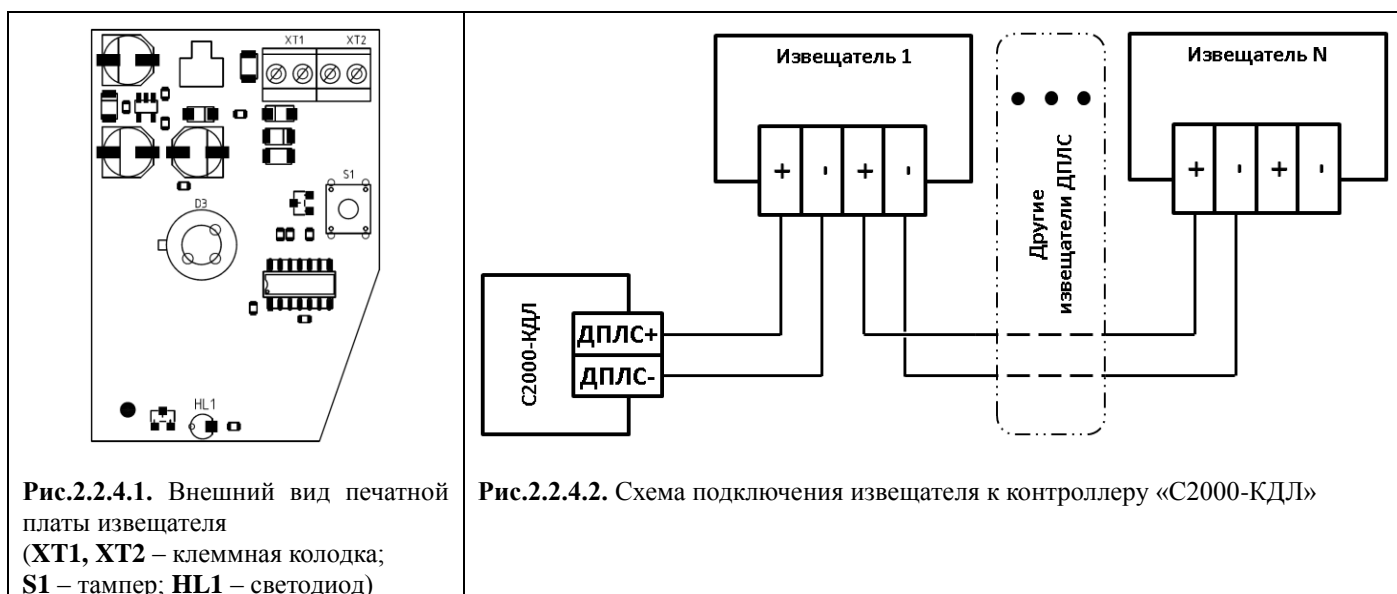 XT1 XT2
S1
D3
HL1
Рис.2.2.4.1. Внешний вид печатной
платы извещателя
(XT1, XT2 – клеммная колодка;
S1 – тампер; HL1 – светодиод)
Извещатель 1
+ - + -
Другие
извещатели ДПЛС
Извещатель N
+ - + -
С2000-КДЛ
ДПЛС+
ДПЛС-
Рис.2.2.4.2. Схема подключения извещателя к контроллеру «С2000-КДЛ»